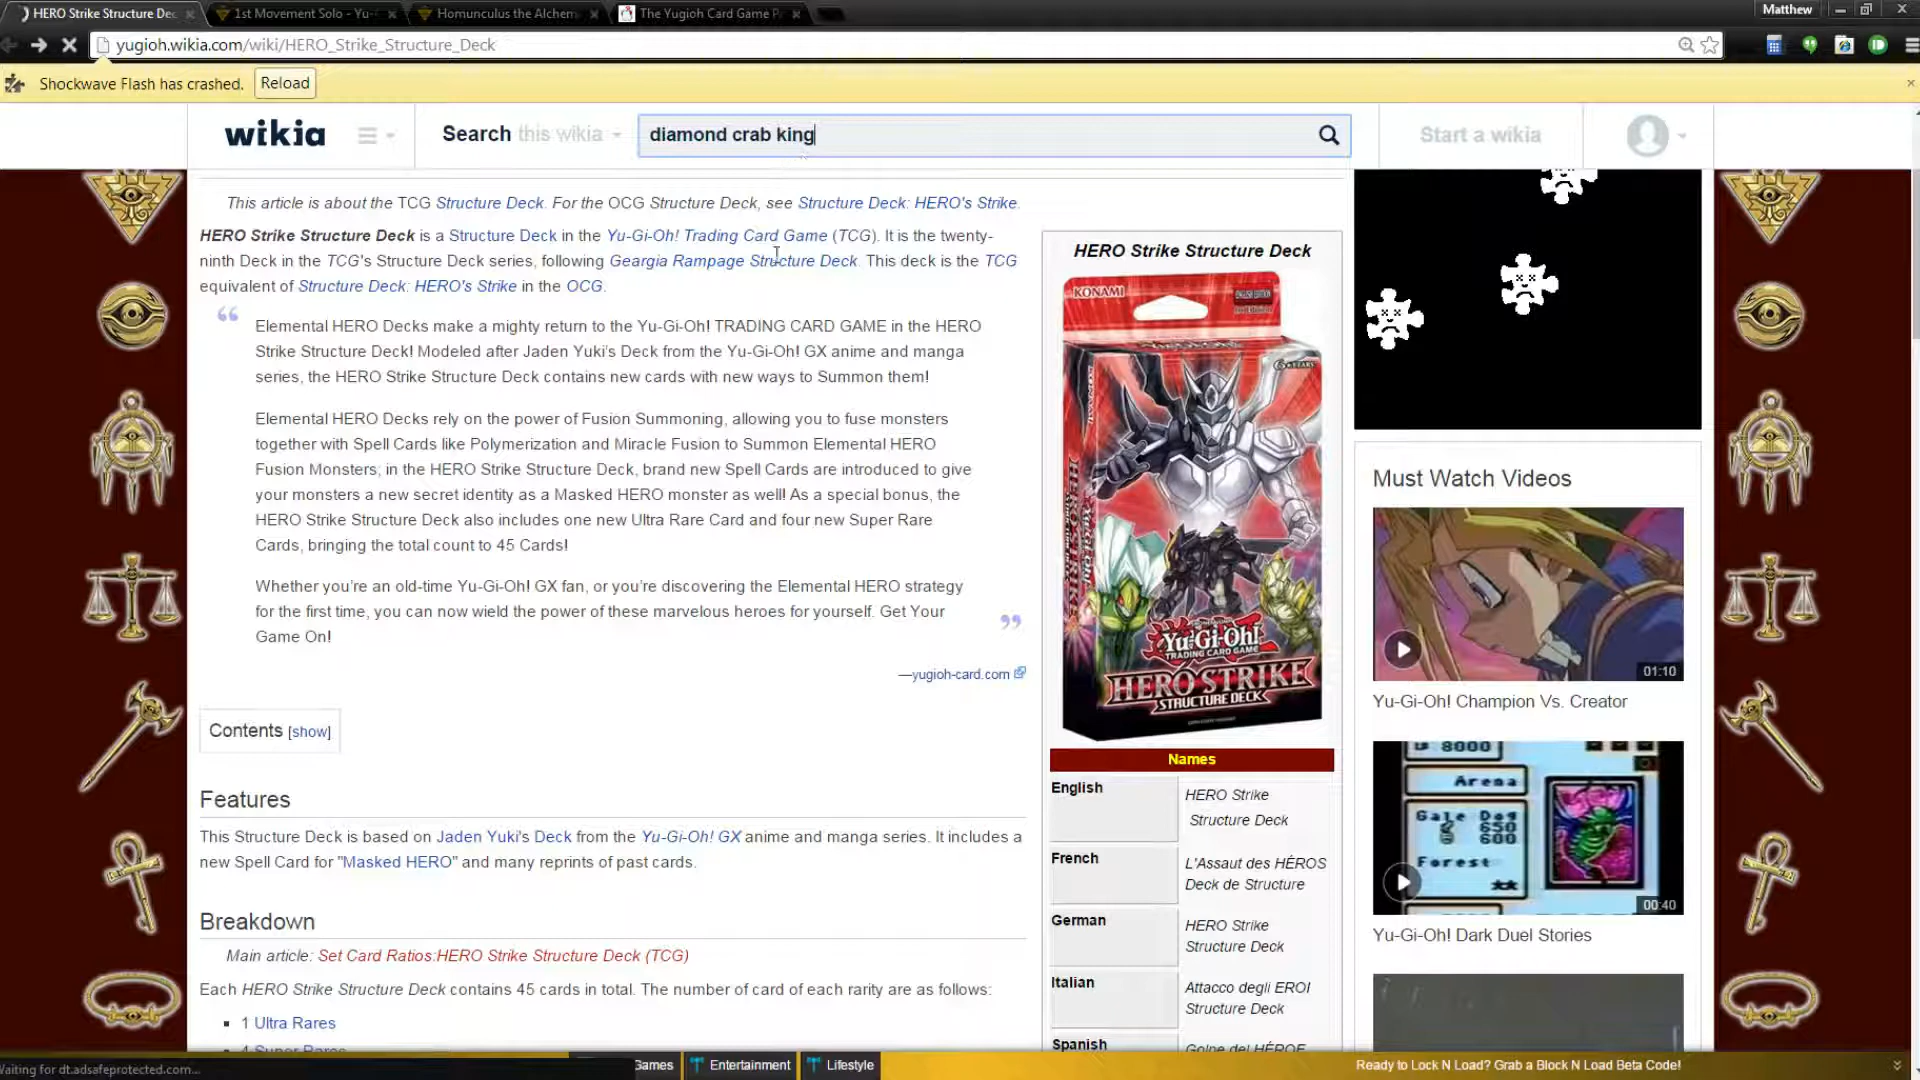 HERO Strike Structure Dec
1st Movement Solo - Yu-
Homunculus the Alchem
The Yugioh Card Game P
Matthew
yugioh.wikia.com/wiki/HERO_Strike_Structure_Deck
Shockwave Flash has crashed.
Reload
wikia
Search this wikia
diamond crab king
Start a wikia
This article is about the TCG Structure Deck. For the OCG Structure Deck, see Structure Deck: HERO's Strike.
HERO Strike Structure Deck is a Structure Deck in the Yu-Gi-Oh! Trading Card Game (TCG). It is the twenty-
ninth Deck in the TCG's Structure Deck series, following Geargia Rampage Structure Deck. This deck is the TCG
equivalent of Structure Deck: HERO's Strike in the OCG.
Elemental HERO Decks make a mighty return to the Yu-Gi-Oh! TRADING CARD GAME in the HERO
Strike Structure Deck! Modeled after Jaden Yuki's Deck from the Yu-Gi-Oh! GX anime and manga
series, the HERO Strike Structure Deck contains new cards with new ways to Summon them!
Elemental HERO Decks rely on the power of Fusion Summoning, allowing you to fuse monsters
together with Spell Cards like Polymerization and Miracle Fusion to Summon Elemental HERO
Fusion Monsters; in the HERO Strike Structure Deck, brand new Spell Cards are introduced to give
your monsters a new secret identity as a Masked HERO monster as well! As a special bonus, the
HERO Strike Structure Deck also includes one new Ultra Rare Card and four new Super Rare
Cards, bringing the total count to 45 Cards!
Whether you're an old-time Yu-Gi-Oh! GX fan, or you're discovering the Elemental HERO strategy
for the first time, you can now wield the power of these marvelous heroes for yourself. Get Your
Game On!
—yugioh-card.com
Contents [show]
Features
This Structure Deck is based on Jaden Yuki's Deck from the Yu-Gi-Oh! GX anime and manga series. It includes a
new Spell Card for "Masked HERO" and many reprints of past cards.
Breakdown
Main article: Set Card Ratios:HERO Strike Structure Deck (TCG)
Each HERO Strike Structure Deck contains 45 cards in total. The number of card of each rarity are as follows:
1 Ultra Rares
4 Super Rares
HERO Strike Structure Deck
KONAMI
Yu-Gi-Oh!
TRADING CARD GAME
HERO STRIKE
STRUCTURE DECK
Names
English
HERO Strike
Structure Deck
French
L'Assaut des HÉROS
Deck de Structure
German
HERO Strike
Structure Deck
Italian
Attacco degli EROI
Structure Deck
Spanish
Golpe del HÉROE
Must Watch Videos
01:10
Yu-Gi-Oh! Champion Vs. Creator
LP 8000
Arena
Gale Dog
650
600
Forest
00:40
Yu-Gi-Oh! Dark Duel Stories
Waiting for dt.adsafeprotected.com...
Games
Entertainment
Lifestyle
Ready to Lock N Load? Grab a Block N Load Beta Code!